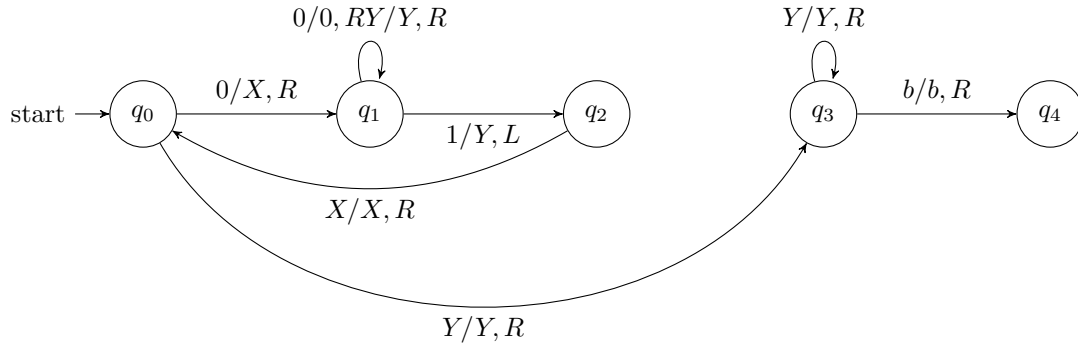 0/0, RY/Y, R
Y/Y, R
0/X, R
b/b, R
start
q₀
q₁
q₂
q₃
q₄
1/Y, L
X/X, R
Y/Y, R